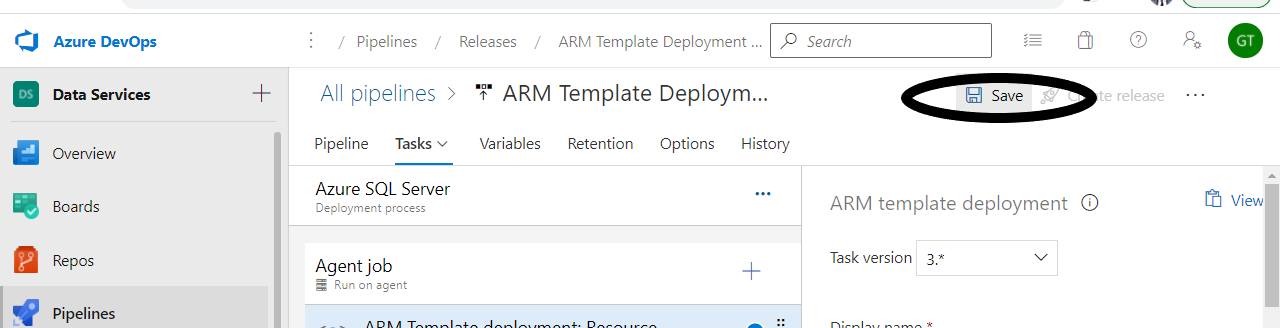 Azure DevOps
/ Pipelines / Releases / ARM Template Deployment ...
Search
GT
DS Data Services
All pipelines > ARM Template Deploym...
Save
Create release
Overview
Boards
Repos
Pipelines
Pipeline Tasks Variables Retention Options History
Azure SQL Server
Deployment process
Agent job
Run on agent
ARM Template deployment: Resource
ARM template deployment
View
Task version 3.*
Display name *